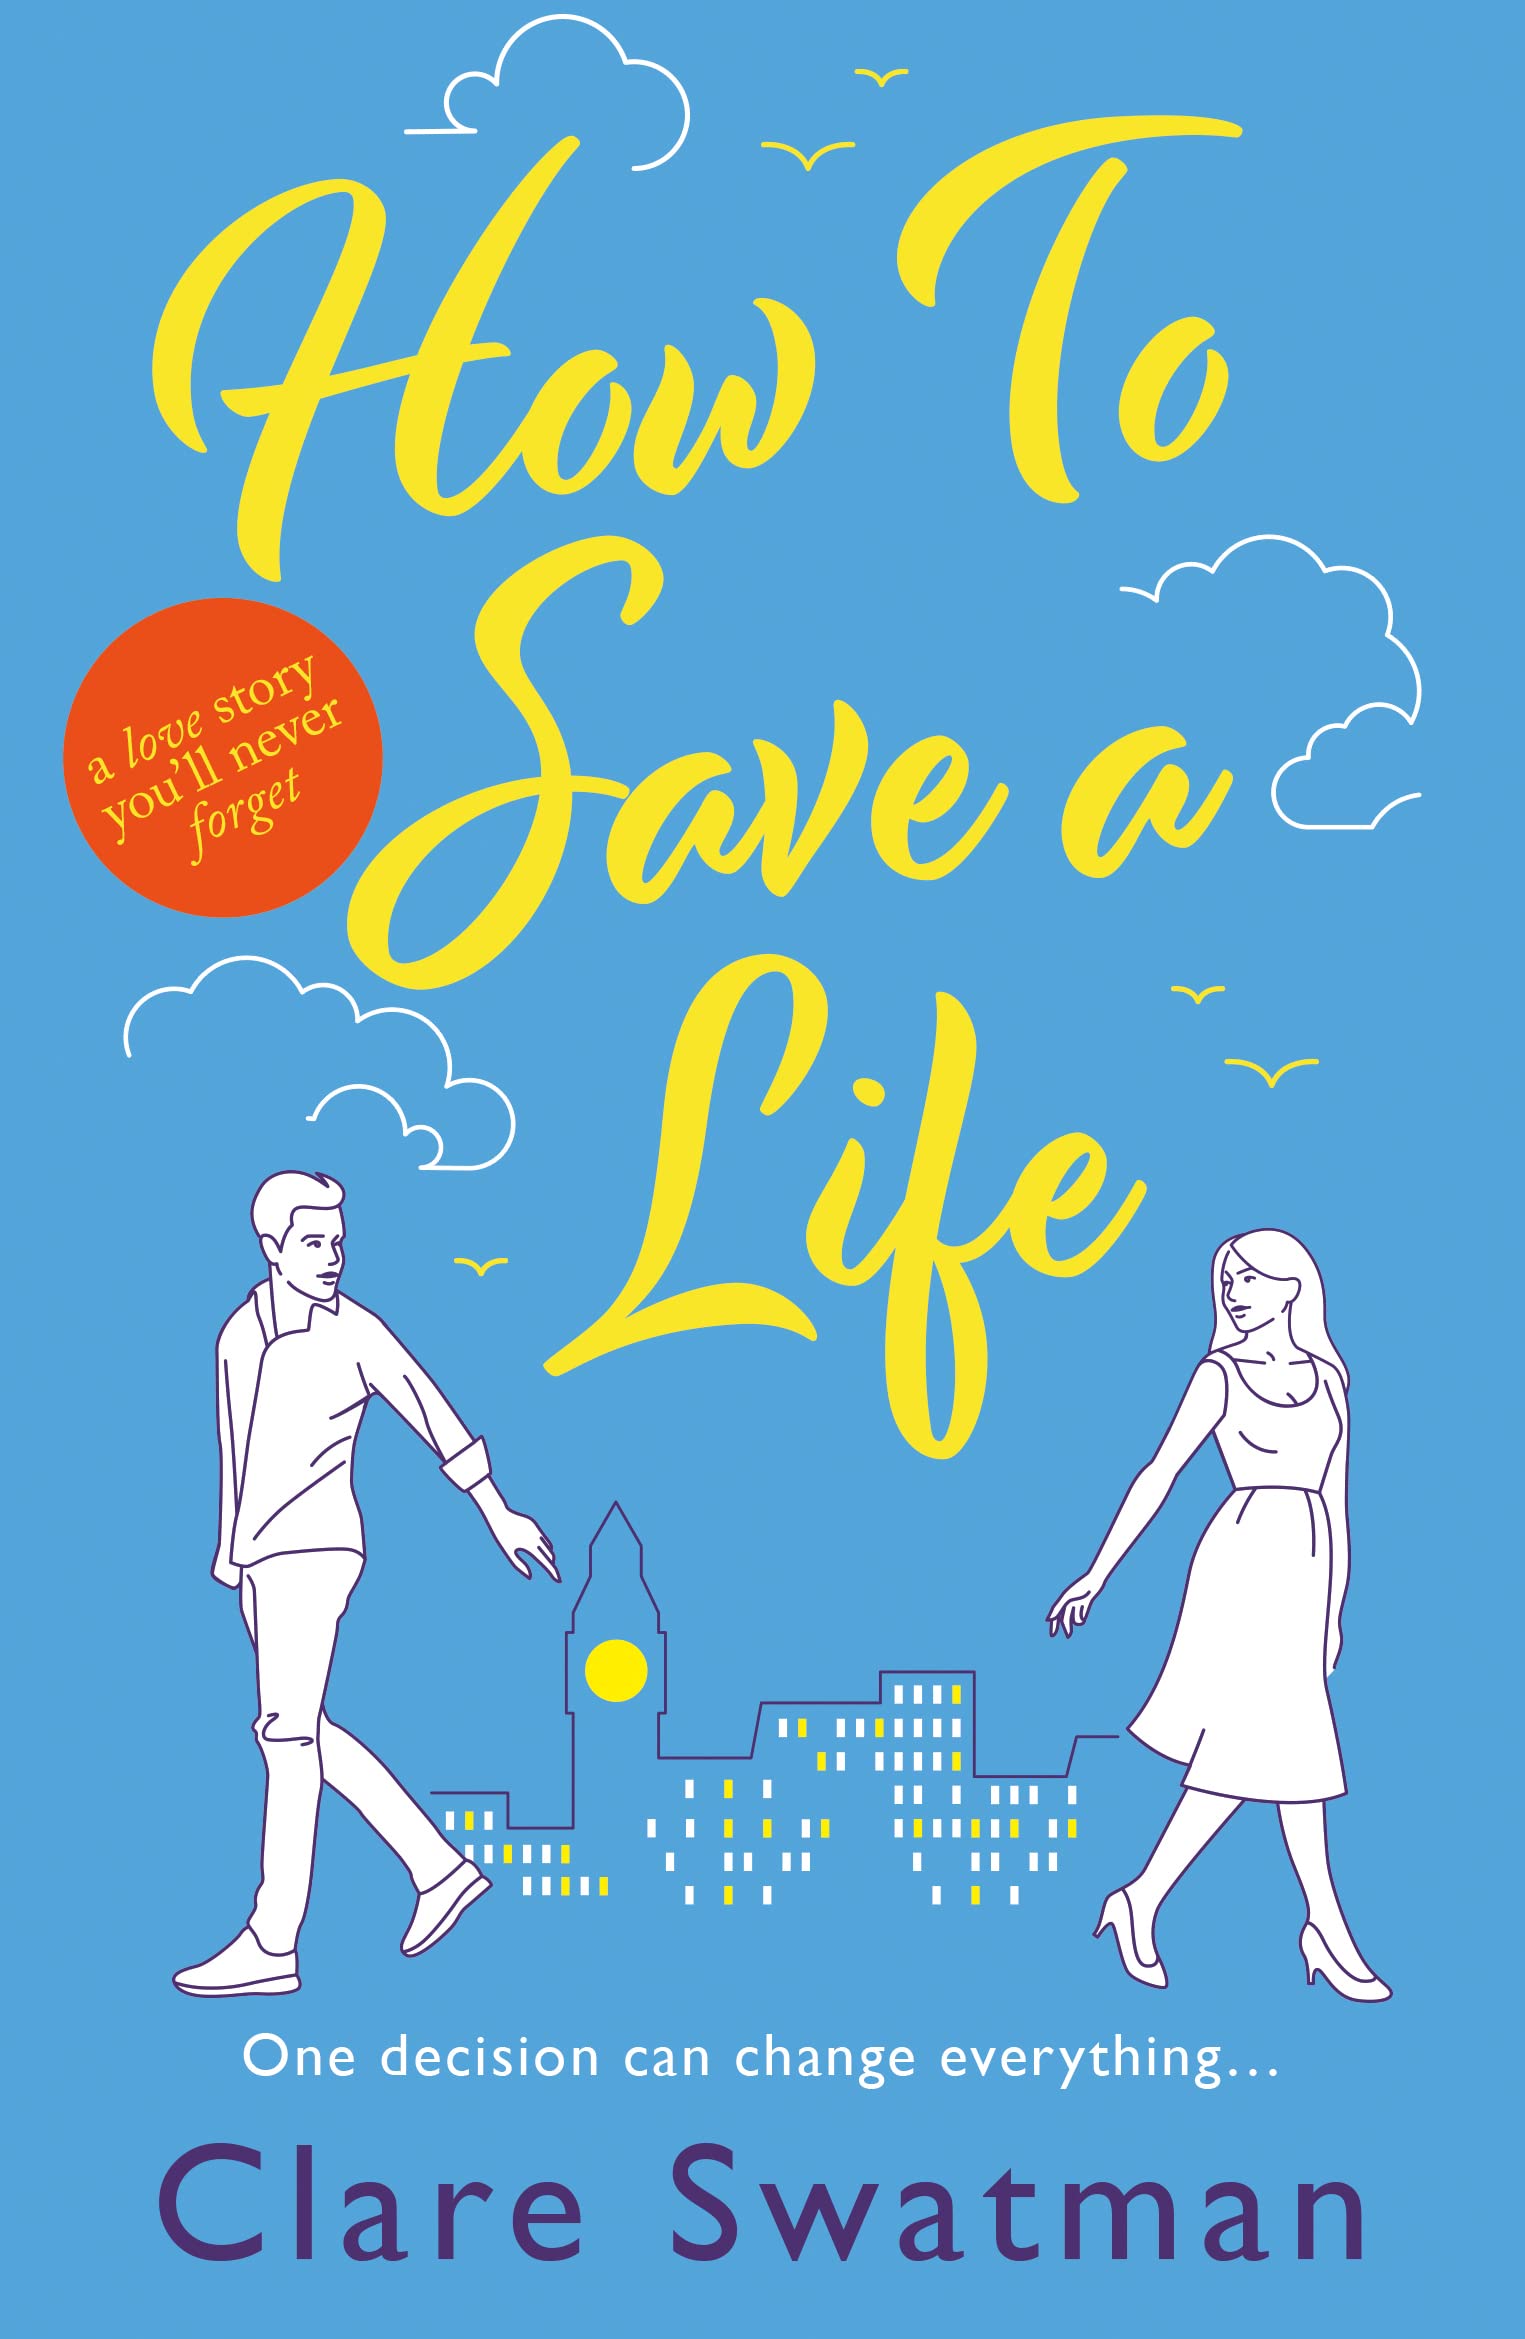 How To
Save a
Life
a love story
you'll never
forget
One decision can change everything...
Clare Swatman